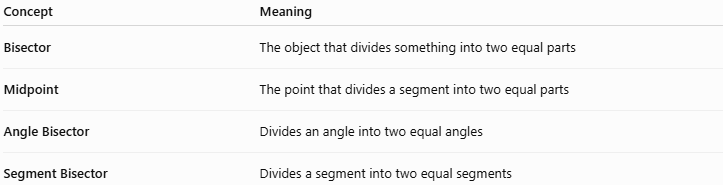 Concept Meaning
Bisector The object that divides something into two equal parts
Midpoint The point that divides a segment into two equal parts
Angle Bisector Divides an angle into two equal angles
Segment Bisector Divides a segment into two equal segments